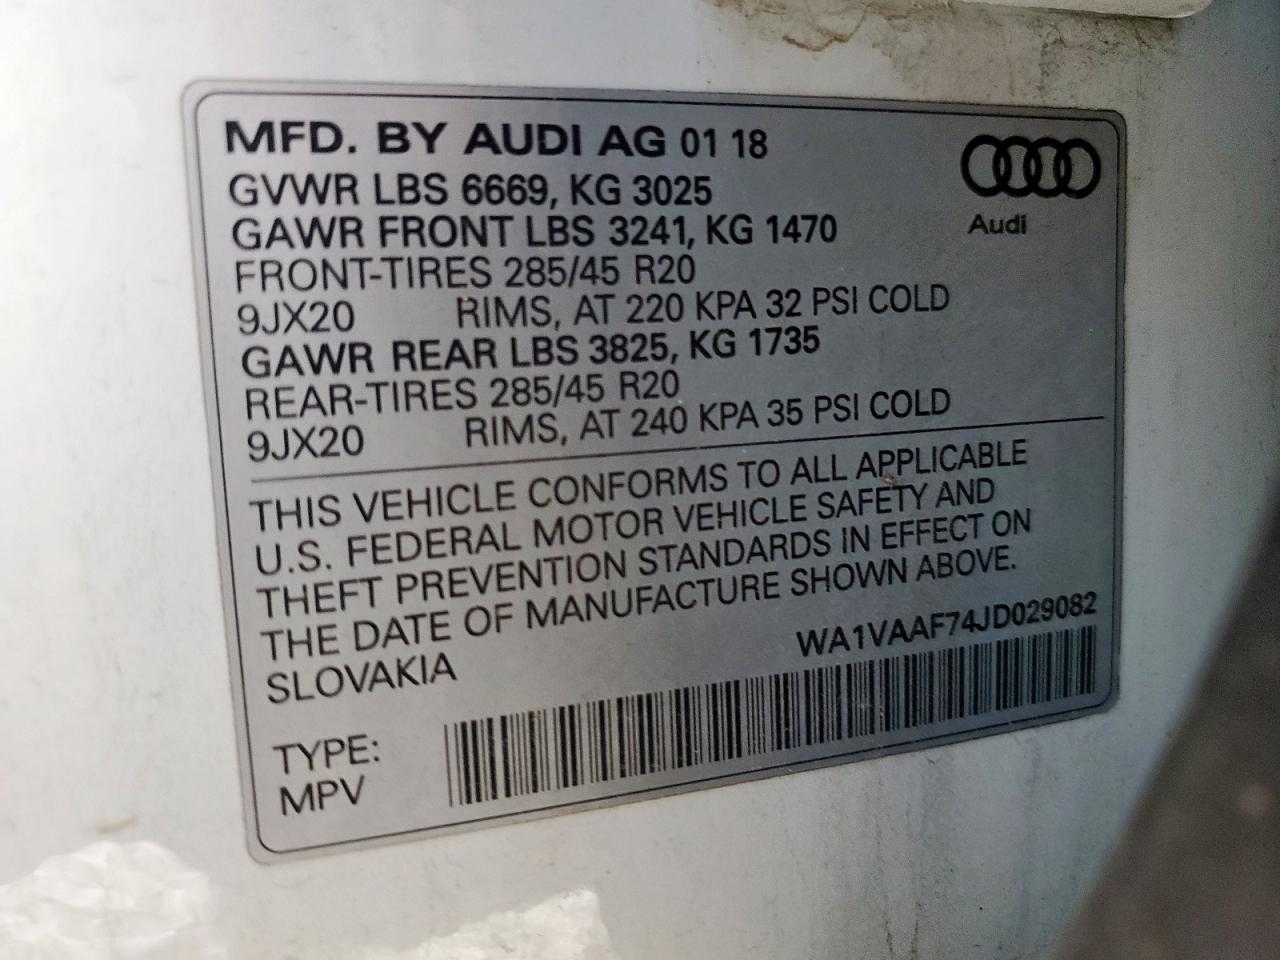 MFD. BY AUDI AG 01 18
GVWR LBS 6669, KG 3025
GAWR FRONT LBS 3241, KG 1470
FRONT-TIRES 285/45 R20
9JX20 RIMS, AT 220 KPA 32 PSI COLD
GAWR REAR LBS 3825, KG 1735
REAR-TIRES 285/45 R20
9JX20 RIMS, AT 240 KPA 35 PSI COLD
Audi
THIS VEHICLE CONFORMS TO ALL APPLICABLE
U.S. FEDERAL MOTOR VEHICLE SAFETY AND
THEFT PREVENTION STANDARDS IN EFFECT ON
THE DATE OF MANUFACTURE SHOWN ABOVE.
SLOVAKIA
WA1VAAF74JD029082
TYPE:
MPV